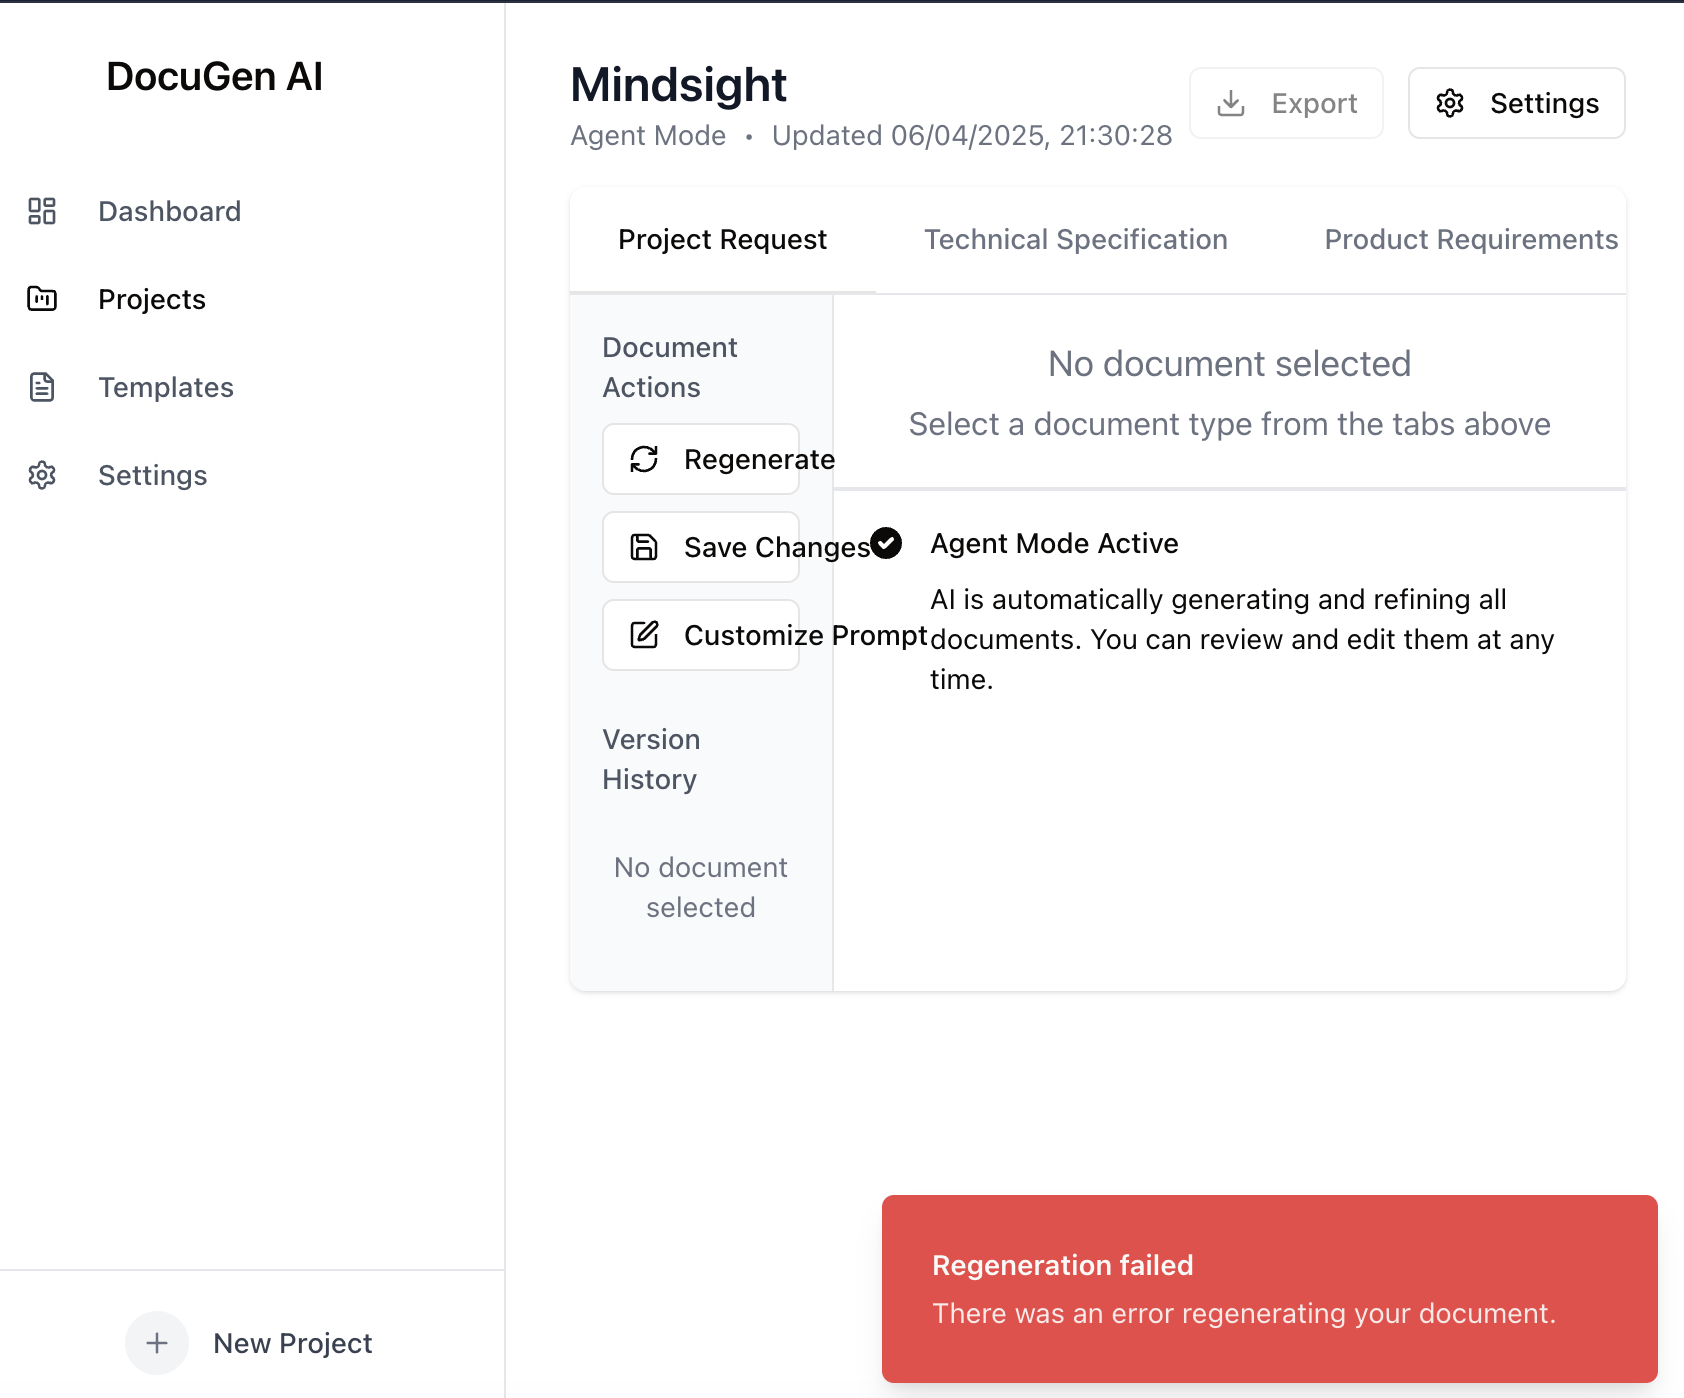 DocuGen AI
Dashboard
Projects
Templates
Settings
New Project
Mindsight
Agent Mode • Updated 06/04/2025, 21:30:28
Export
Settings
Project Request
Technical Specification
Product Requirements
Document
Actions
Regenerate
Save Changes
Customize Prompt
Version
History
No document
selected
No document selected
Select a document type from the tabs above
Agent Mode Active
AI is automatically generating and refining all
documents. You can review and edit them at any
time.
Regeneration failed
There was an error regenerating your document.